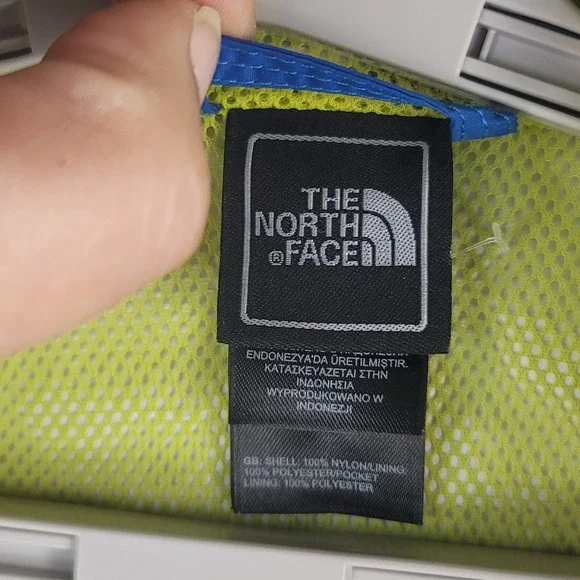 THE
NORTH
®FACE
ENDONEZYA'DA ÜRETILMIŞTIR.
ΚΑΤΑΣΚΕΥΑΖΕΤΑΙ ΣΤΗΝ
ΙΝΔΟΝΗΣΙΑ
WYPRODUKOWANO W
INDONEZJI
GB: SHELL: 100% NYLON/LINING:
100% POLYESTER/POCKET
LINING: 100% POLYESTER